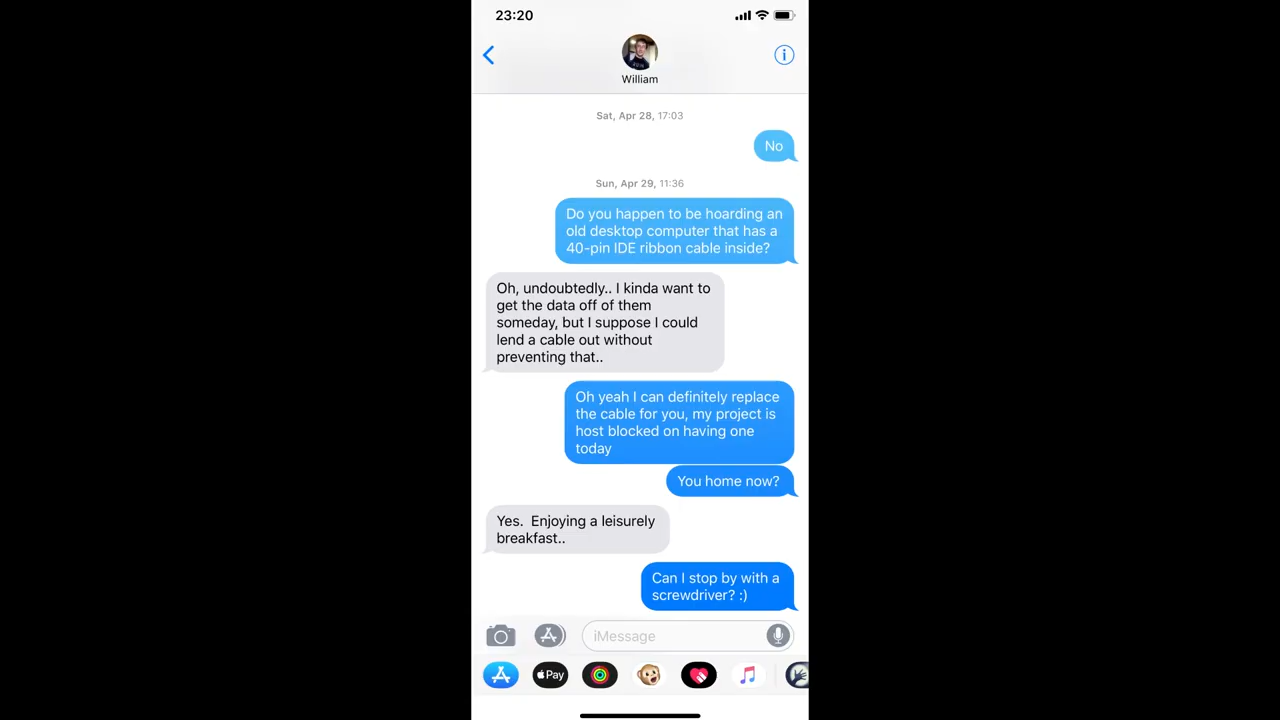 23:20
William
Sat, Apr 28, 17:03
No
Sun, Apr 29, 11:36
Do you happen to be hoarding an
old desktop computer that has a
40-pin IDE ribbon cable inside?
Oh, undoubtedly.. I kinda want to
get the data off of them
someday, but I suppose I could
lend a cable out without
preventing that..
Oh yeah I can definitely replace
the cable for you, my project is
host blocked on having one
today
You home now?
Yes.  Enjoying a leisurely
breakfast..
Can I stop by with a
screwdriver? :)
iMessage
Pay